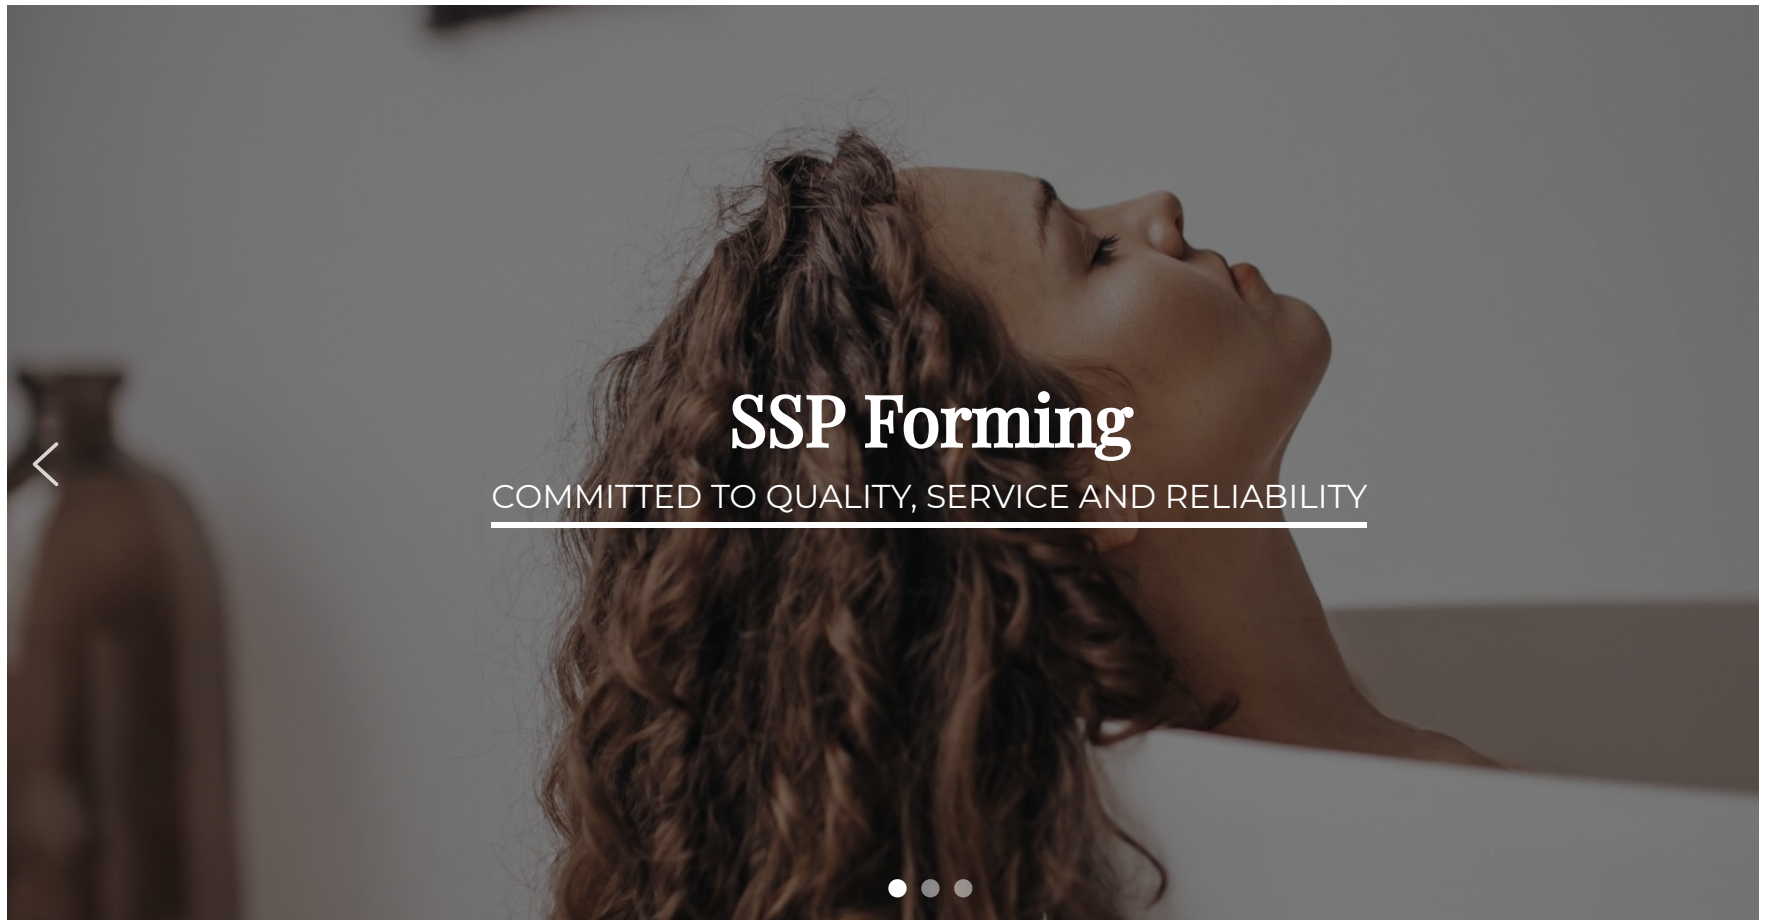 SSP Forming
COMMITTED TO QUALITY, SERVICE AND RELIABILITY